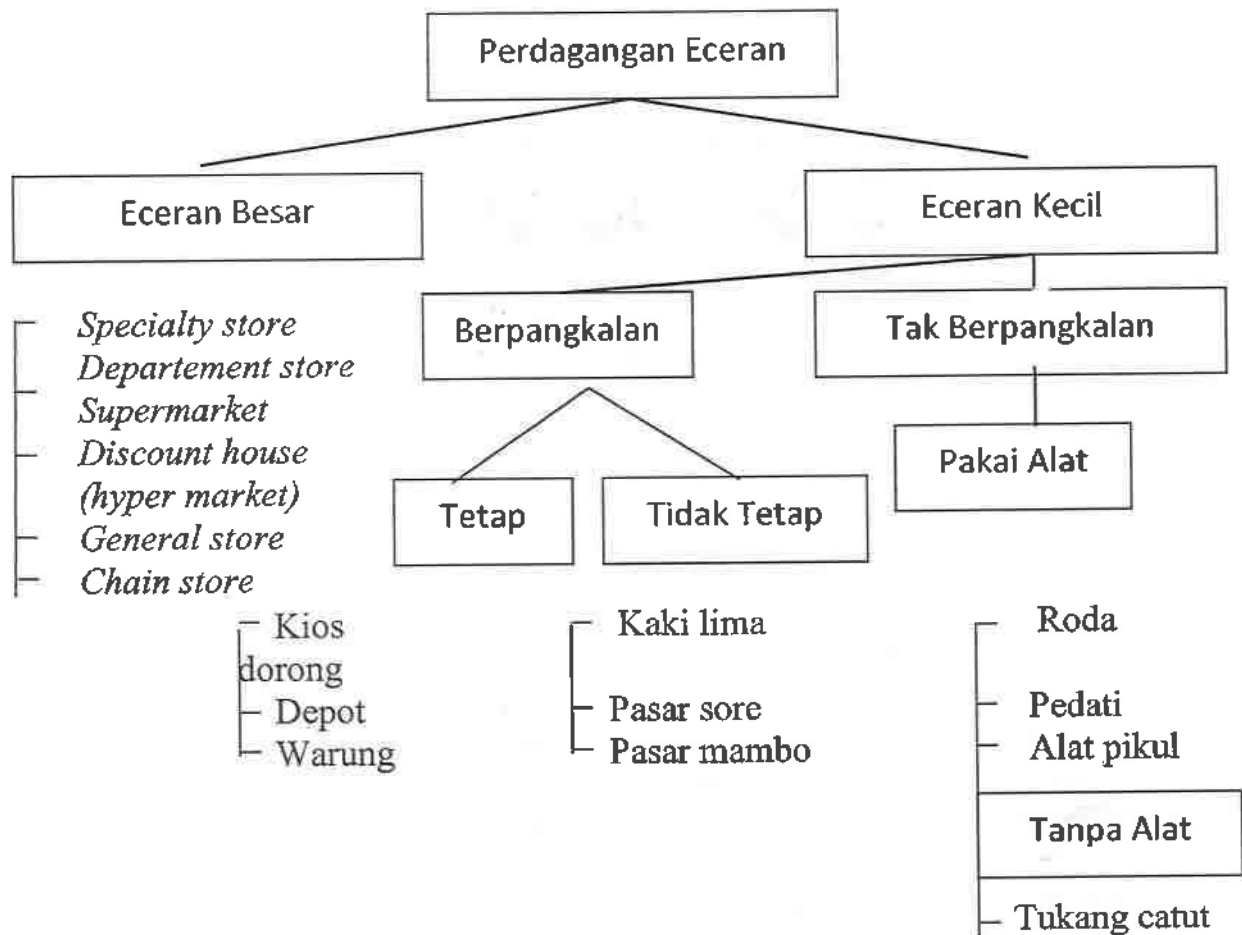 Perdagangan Eceran
Eceran Besar
Eceran Kecil
Specialty store
Departement store
Supermarket
Discount house
(hyper market)
General store
Chain store
Berpangkalan
Tak Berpangkalan
Pakai Alat
Tetap
Tidak Tetap
Kios
dorong
Depot
Warung
Kaki lima
Pasar sore
Pasar mambo
Roda
Pedati
Alat pikul
Tanpa Alat
Tukang catut